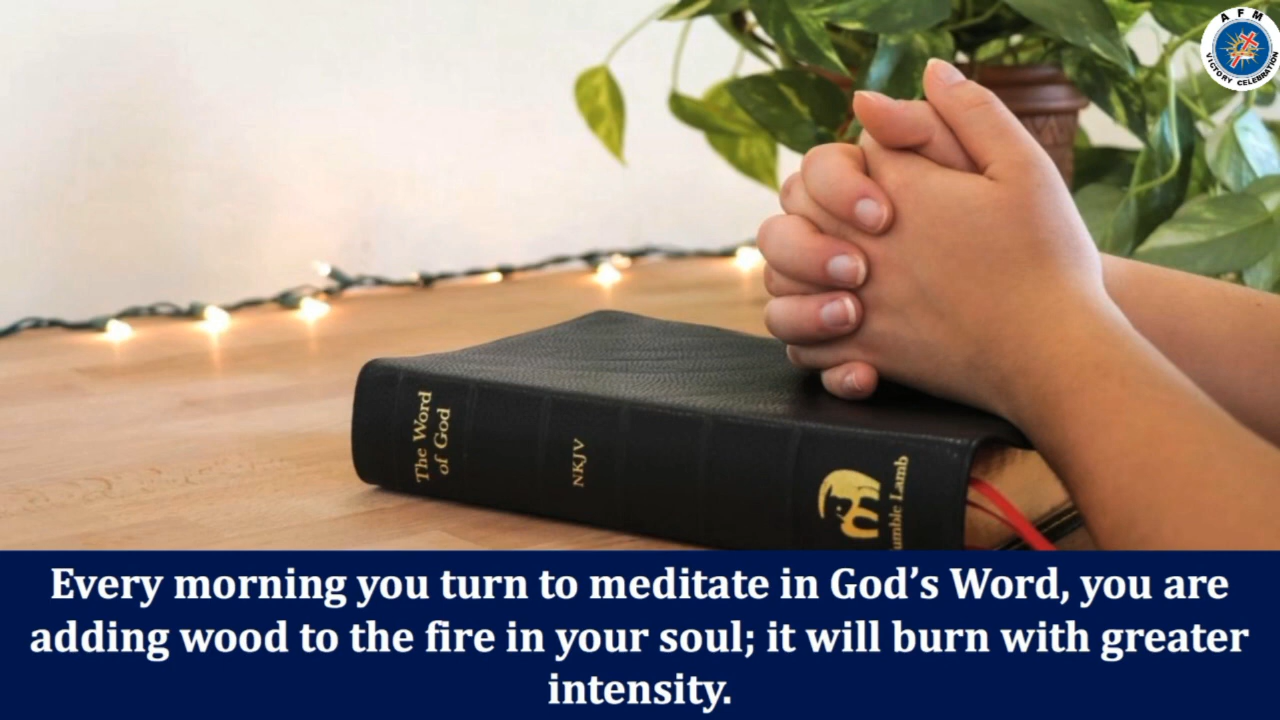 A F M
VICTORY CELEBRATION
The Word
of God
NKJV
umble Lamb
Every morning you turn to meditate in God’s Word, you are
adding wood to the fire in your soul; it will burn with greater
intensity.